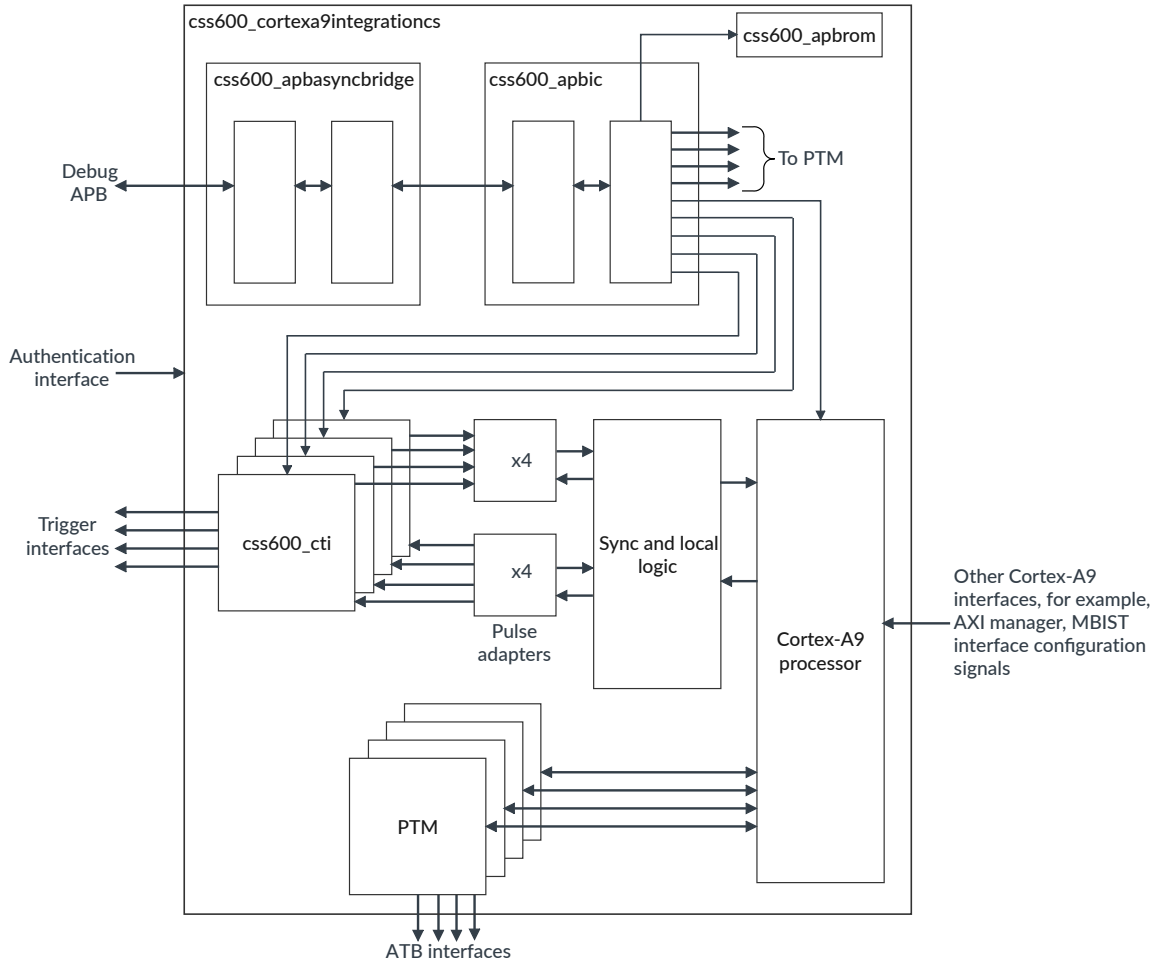 css600_cortexa9integrationcs
css600_apbrom
css600_apbasyncbridge
css600_apbic
Debug
APB
To PTM
Authentication
interface
x4
Trigger
interfaces
css600_cti
x4
Sync and local
logic
Pulse
adapters
Cortex-A9
processor
Other Cortex-A9
interfaces, for example,
AXI manager, MBIST
interface configuration
signals
PTM
ATB interfaces